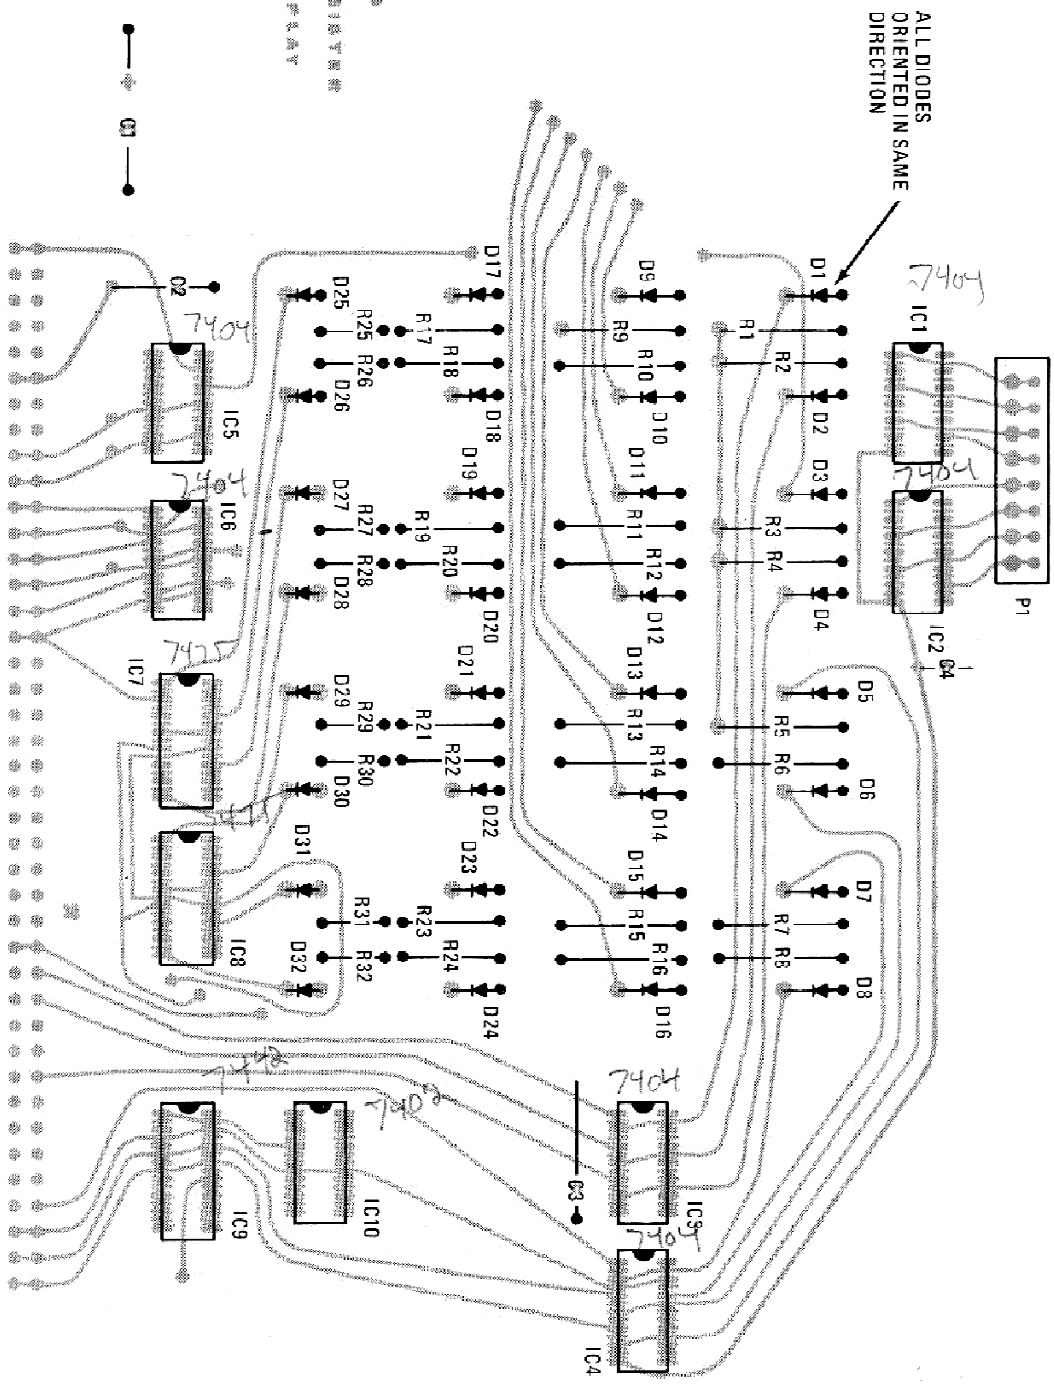 ALL DIODES
ORIENTED IN SAME
DIRECTION
P1
7404
IC1
7404
IC2
C4
D1
R1
R2
D2
D3
R3
R4
D4
D5
R5
R6
D6
D7
R7
R8
D8
D9
R9
R10
D10
D11
R11
R12
D12
D13
R13
R14
D14
D15
R15
R16
D16
D17
R17
R18
D18
D19
R19
R20
D20
D21
R21
R22
D22
D23
R23
R24
D24
D25
R25
R26
D26
D27
R27
R28
D28
D29
R29
R30
D30
D31
R31
R32
D32
C1
C2
7404
IC5
7404
IC6
7475
IC7
7475
IC8
7442
IC9
7402
IC10
C3
7404
IC3
7404
IC4